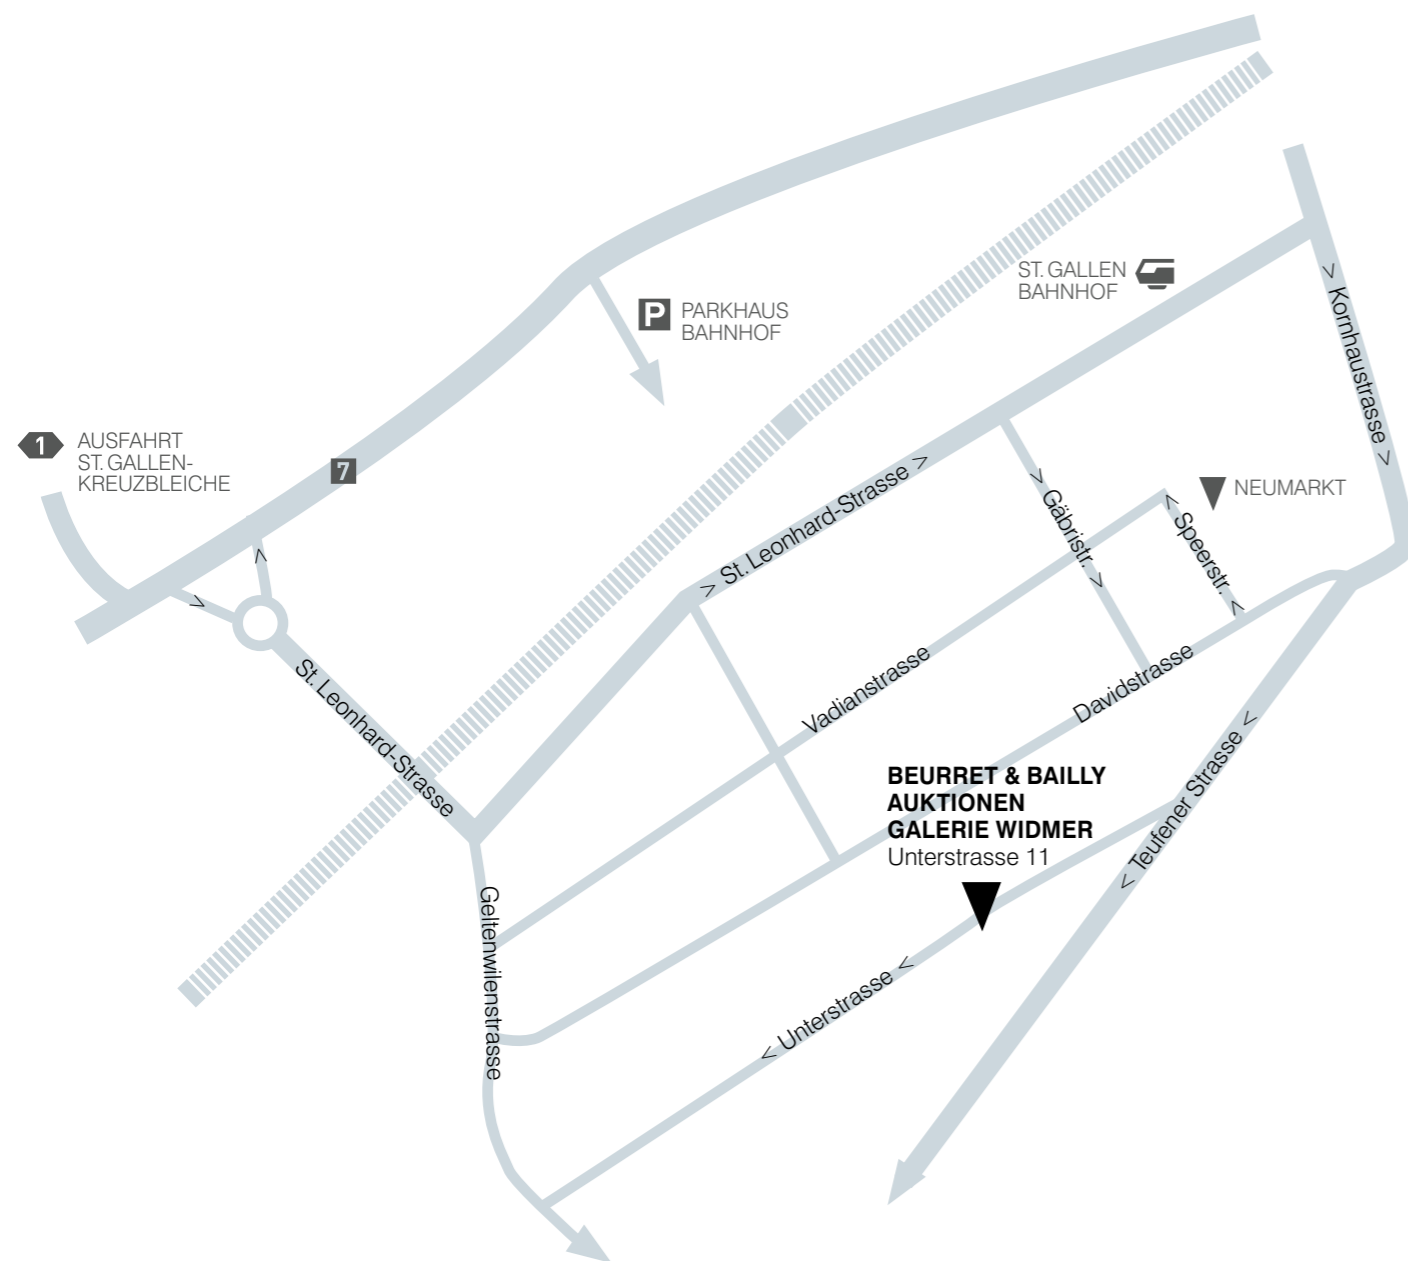 ST. GALLEN
BAHNHOF
P
PARKHAUS
BAHNHOF
> Kornhaustrasse >
1
AUSFAHRT
ST. GALLEN-
KREUZBLEICHE
7
> St. Leonhard-Strasse >
> Gäbristr. >
NEUMARKT
< Speerstr. <
>
>
St. Leonhard-Strasse
Vadianstrasse
Davidstrasse
BEURRET & BAILLY
AUKTIONEN
GALERIE WIDMER
Unterstrasse 11
< Teufener Strasse <
Geltenwilenstrasse
< Unterstrasse <